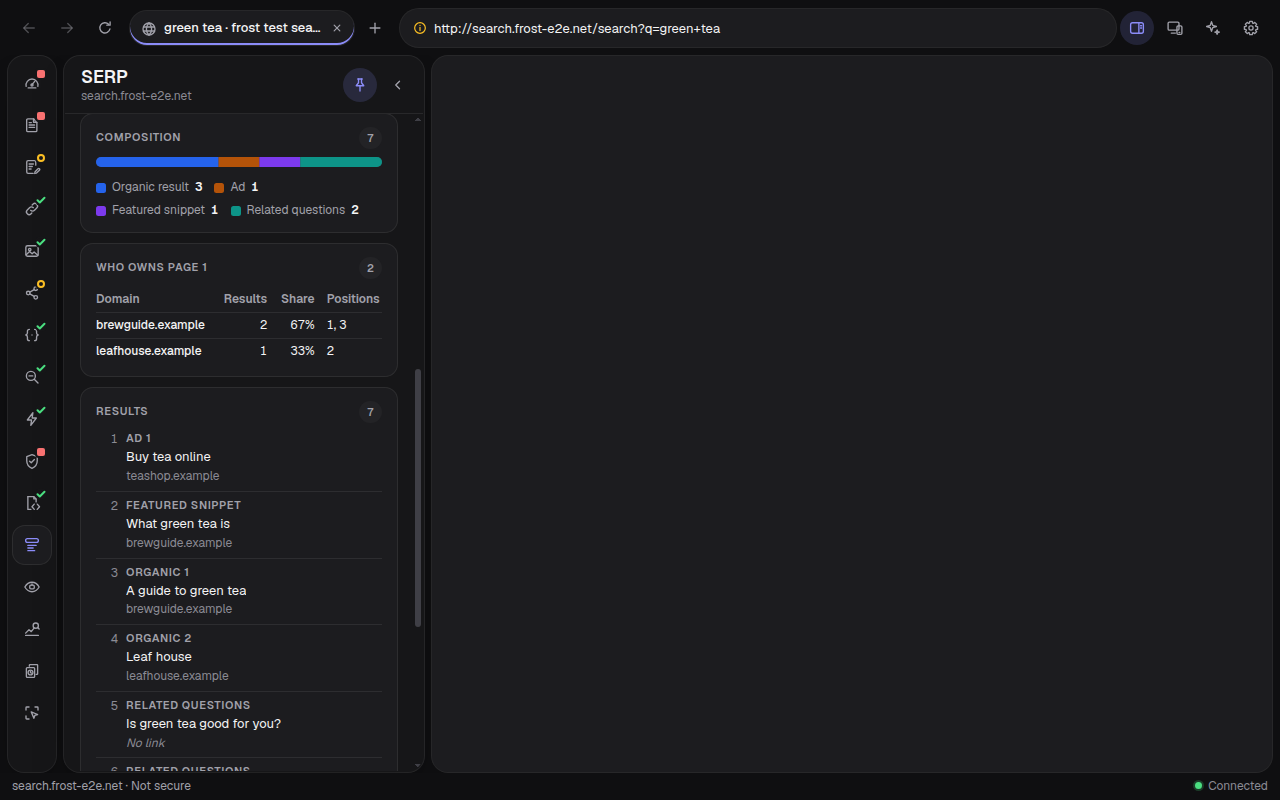 green tea · frost test sea...
http://search.frost-e2e.net/search?q=green+tea
SERP
search.frost-e2e.net
COMPOSITION 7
Organic result 3 Ad 1
Featured snippet 1 Related questions 2
WHO OWNS PAGE 1 2
Domain Results Share Positions
brewguide.example 2 67% 1, 3
leafhouse.example 1 33% 2
RESULTS 7
1 AD 1
Buy tea online
teashop.example
2 FEATURED SNIPPET
What green tea is
brewguide.example
3 ORGANIC 1
A guide to green tea
brewguide.example
4 ORGANIC 2
Leaf house
leafhouse.example
5 RELATED QUESTIONS
Is green tea good for you?
No link
6 RELATED QUESTIONS
search.frost-e2e.net · Not secure
Connected